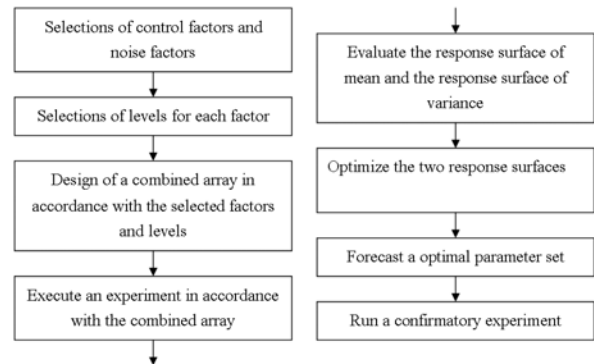 Selections of control factors and
noise factors
Selections of levels for each factor
Design of a combined array in
accordance with the selected factors
and levels
Execute an experiment in accordance
with the combined array
Evaluate the response surface of
mean and the response surface of
variance
Optimize the two response surfaces
Forecast a optimal parameter set
Run a confirmatory experiment